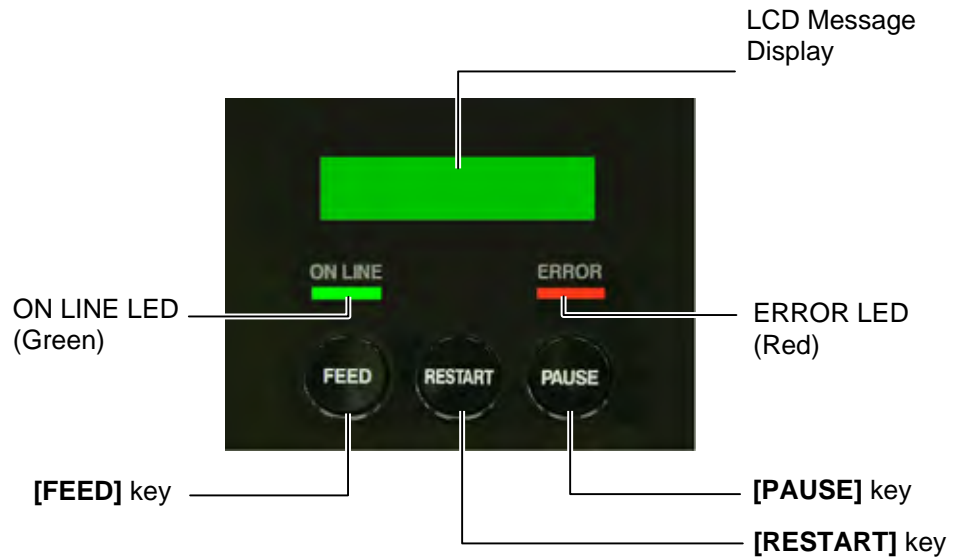 LCD Message
Display
ON LINE
ERROR
ON LINE LED
(Green)
ERROR LED
(Red)
FEED
RESTART
PAUSE
[FEED] key
[PAUSE] key
[RESTART] key